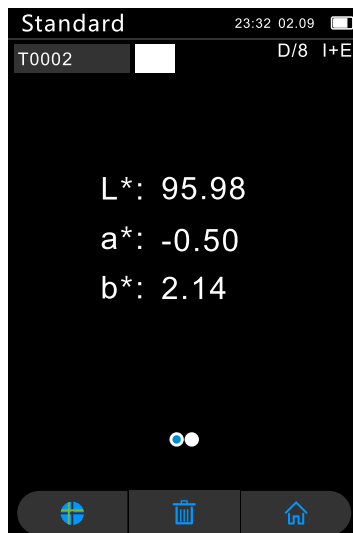 Standard 23:32 02.09
T0002 D/8 I+E
L*: 95.98
a*: -0.50
b*: 2.14